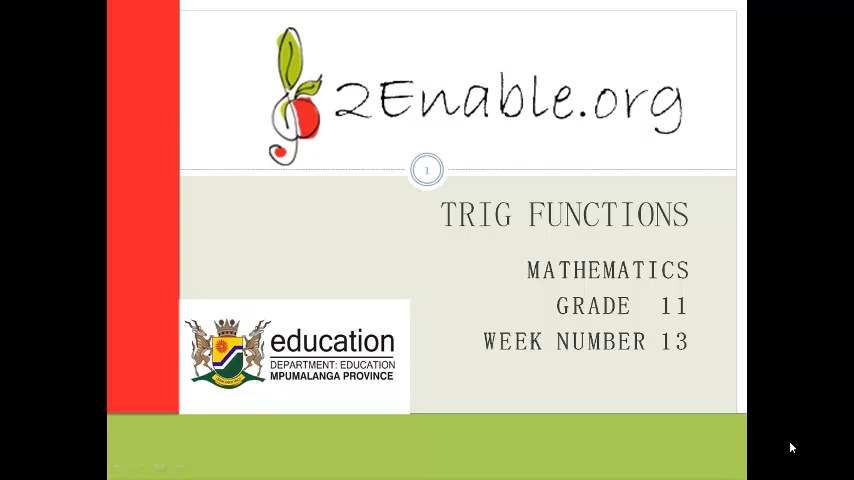 2Enable.org
1
TRIG FUNCTIONS
MATHEMATICS
GRADE 11
WEEK NUMBER 13
education
DEPARTMENT: EDUCATION
MPUMALANGA PROVINCE